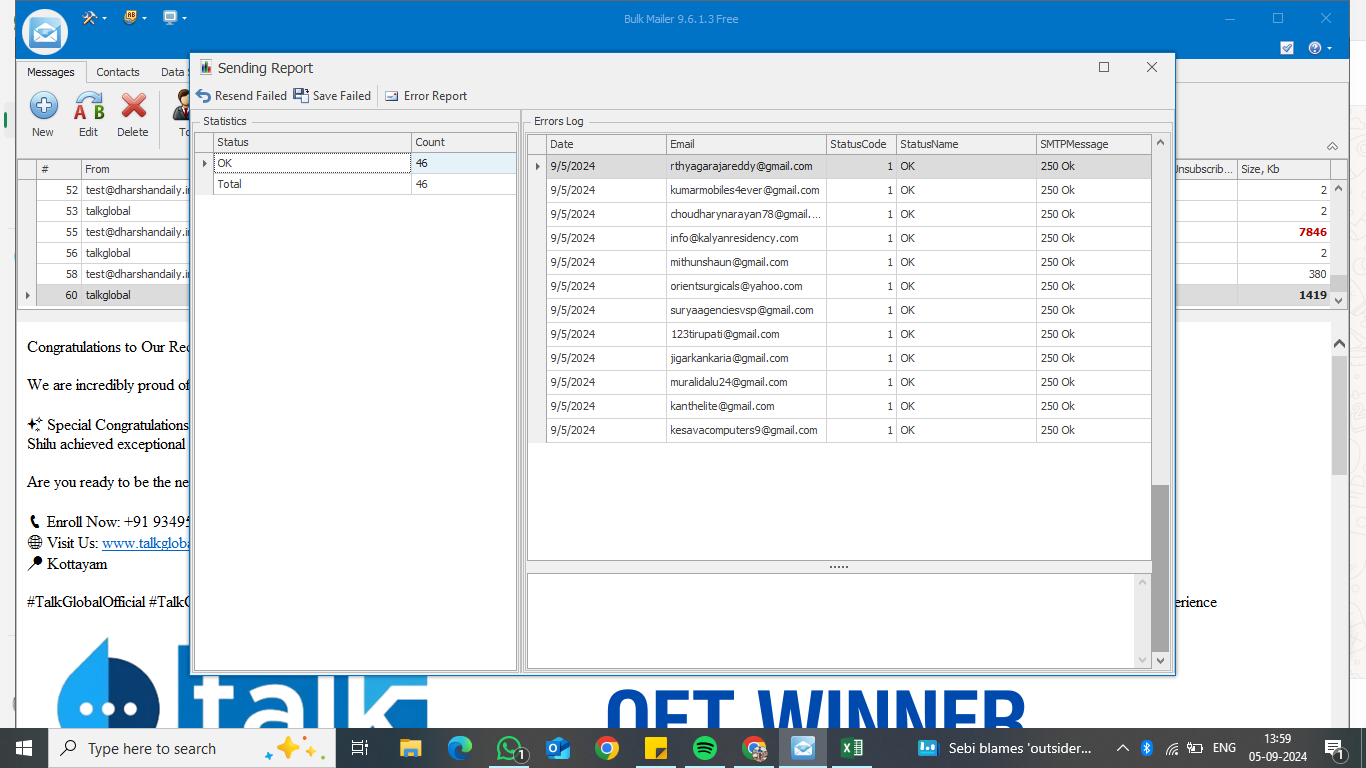 Bulk Mailer 9.6.1.3 Free
Messages Contacts Data
New Edit Delete To
Sending Report
Resend Failed Save Failed Error Report
Statistics
Status Count
OK 46
Total 46
Errors Log
Date Email StatusCode StatusName SMTPMessage
9/5/2024 rthyagarajareddy@gmail.com 1 OK 250 Ok
9/5/2024 kumarmobiles4ever@gmail.com 1 OK 250 Ok
9/5/2024 choudharynarayan78@gmail.... 1 OK 250 Ok
9/5/2024 info@kalyanresidency.com 1 OK 250 Ok
9/5/2024 mithunshaun@gmail.com 1 OK 250 Ok
9/5/2024 orientsurgicals@yahoo.com 1 OK 250 Ok
9/5/2024 suryaagenciesvsp@gmail.com 1 OK 250 Ok
9/5/2024 123tirupati@gmail.com 1 OK 250 Ok
9/5/2024 jigarkankaria@gmail.com 1 OK 250 Ok
9/5/2024 muralidalu24@gmail.com 1 OK 250 Ok
9/5/2024 kanthelite@gmail.com 1 OK 250 Ok
9/5/2024 kesavacomputers9@gmail.com 1 OK 250 Ok
# From Unsubscrib... Size, Kb
52 test@dharshandaily.in 2
53 talkglobal 2
55 test@dharshandaily.in 7846
56 talkglobal 2
58 test@dharshandaily.in 380
60 talkglobal 1419
Congratulations to Our
We are incredibly proud of
Special Congratulations
Shilu achieved exceptional
Are you ready to be the
Enroll Now: +91 9349
Visit Us: www.talkgloba
Kottayam
#TalkGlobalOfficial erience
talk
OET WINNER
Type here to search
1
Sebi blames 'outsider...
ENG
13:59
05-09-2024
1